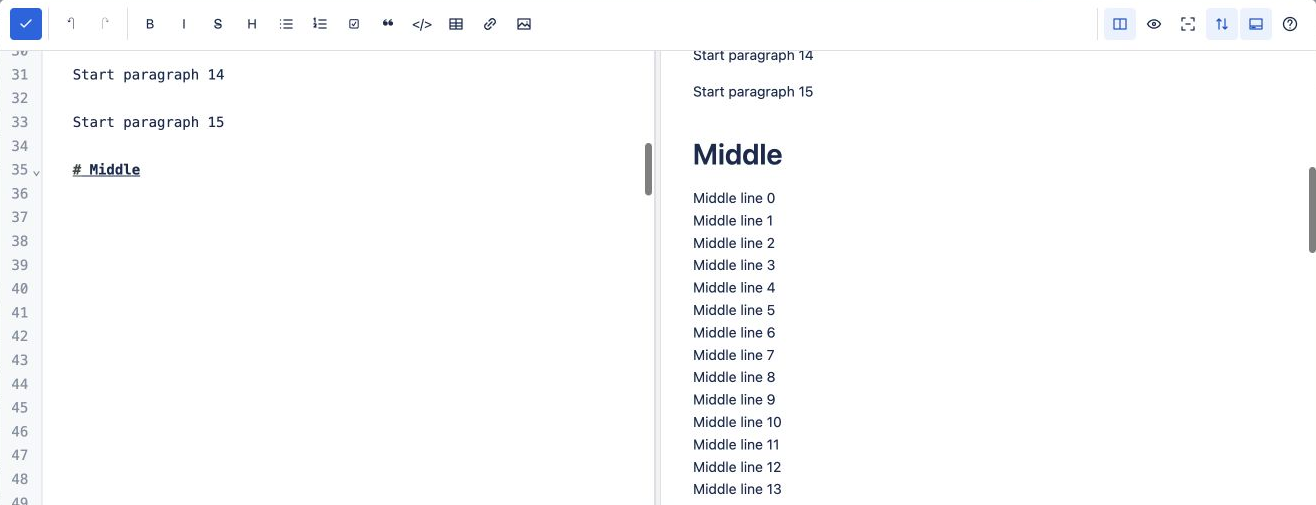 B I S H </>
30
31 Start paragraph 14
32
33 Start paragraph 15
34
35 # Middle
36
37
38
39
40
41
42
43
44
45
46
47
48
49
Start paragraph 14
Start paragraph 15
Middle
Middle line 0
Middle line 1
Middle line 2
Middle line 3
Middle line 4
Middle line 5
Middle line 6
Middle line 7
Middle line 8
Middle line 9
Middle line 10
Middle line 11
Middle line 12
Middle line 13